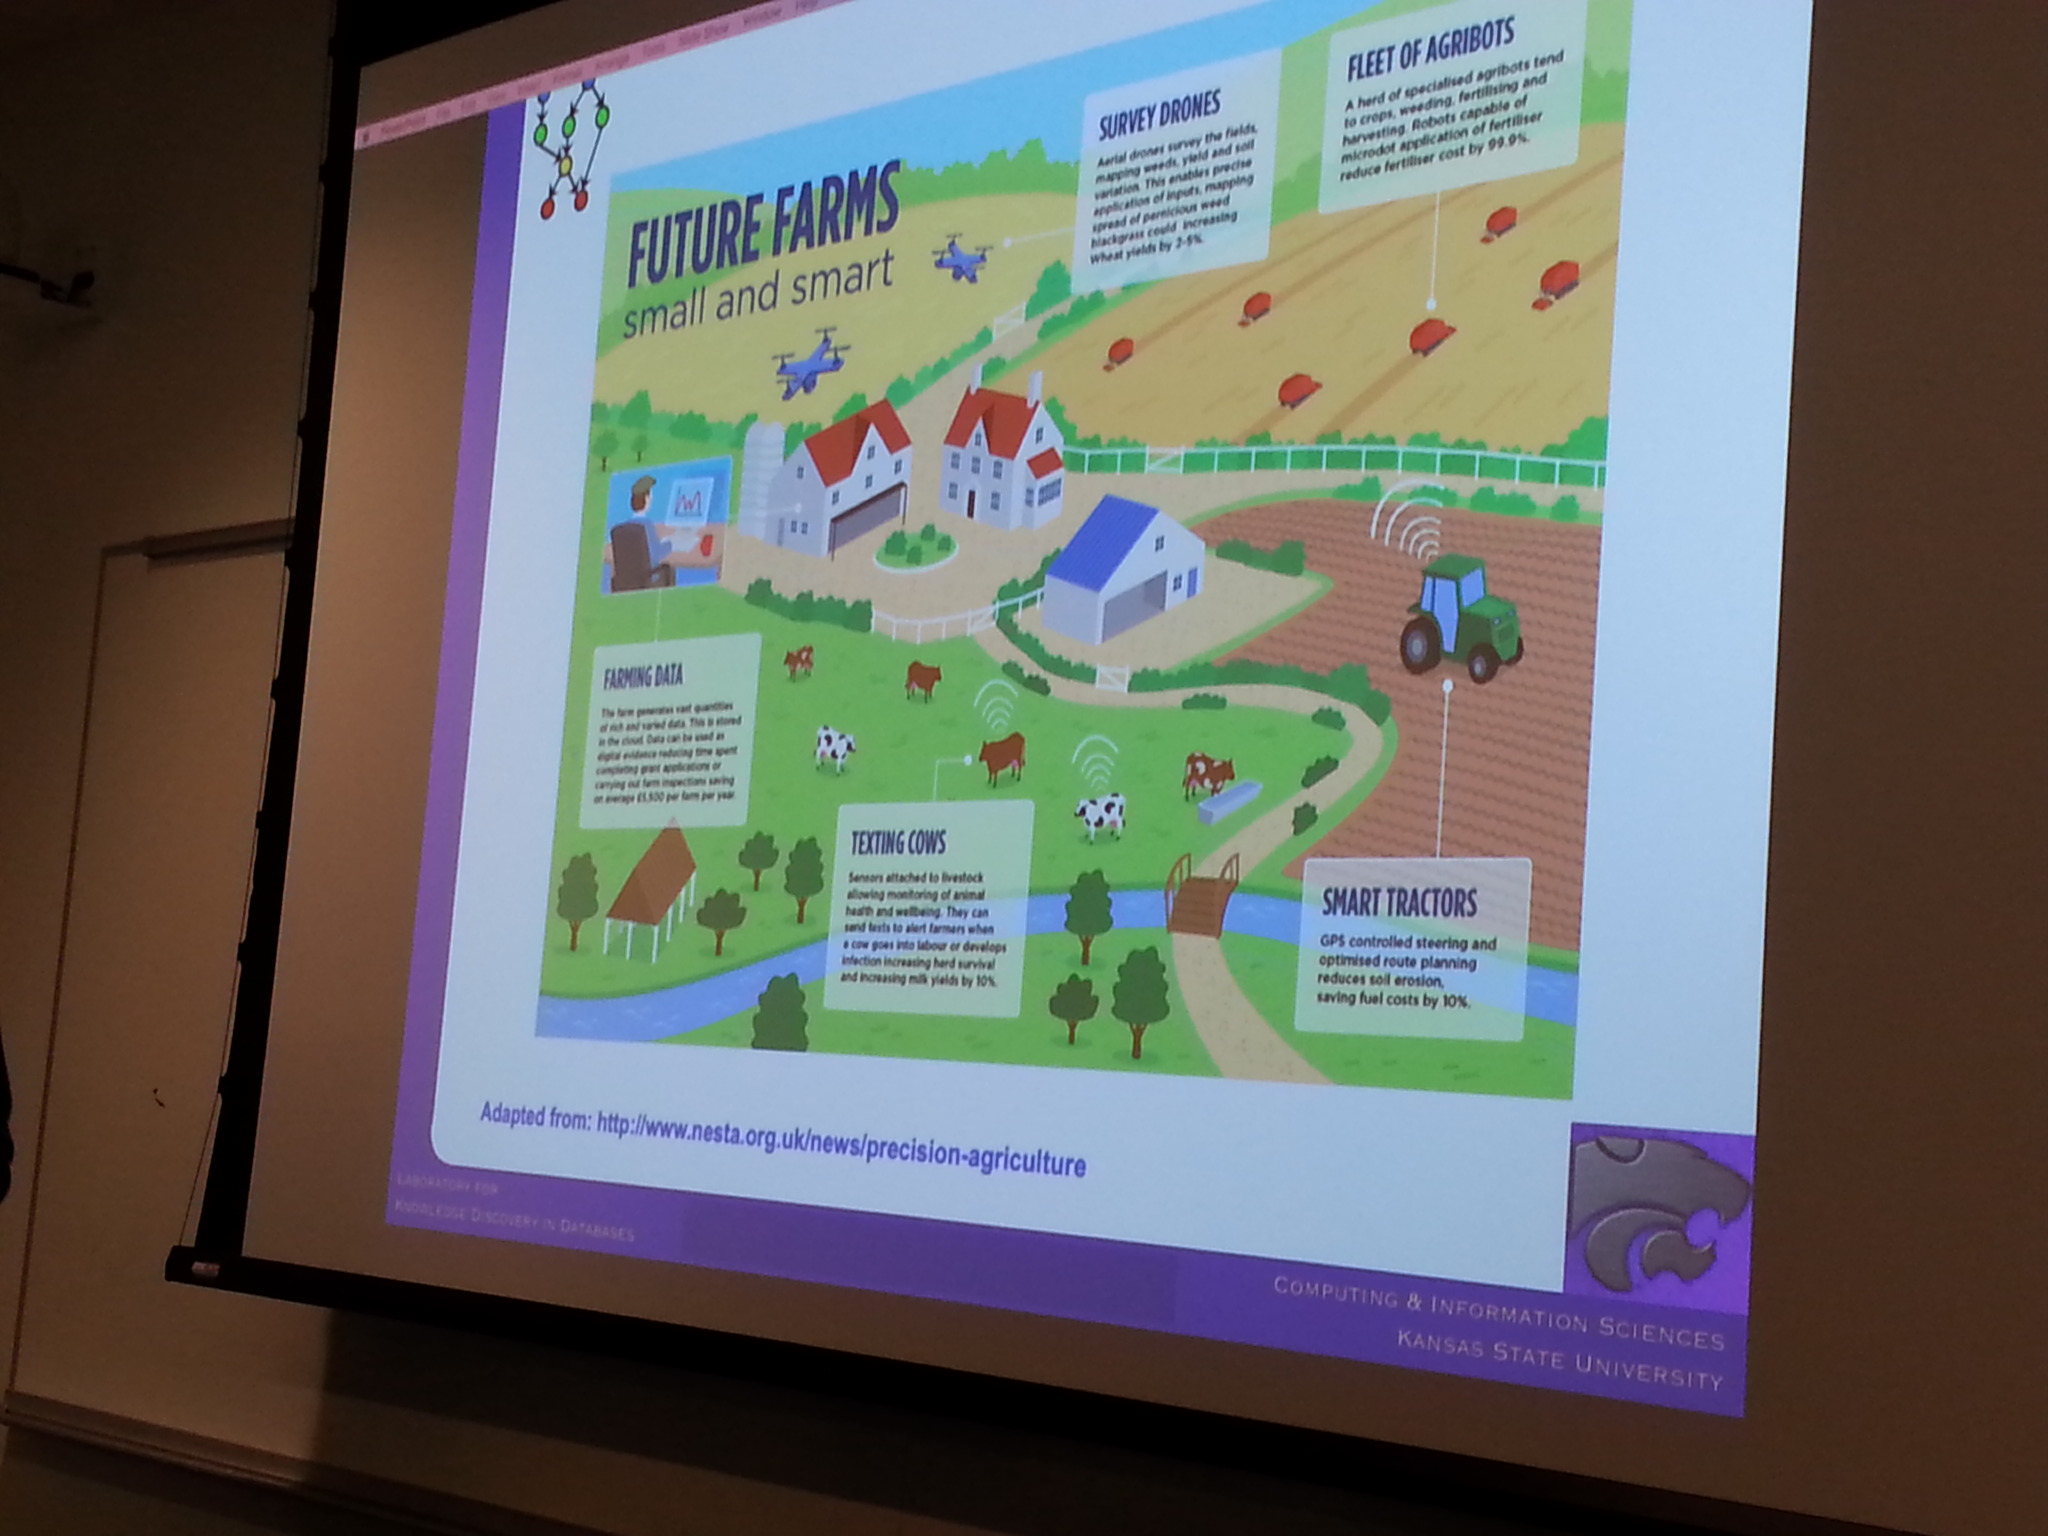 Window Help
FUTURE FARMS
small and smart
SURVEY DRONES
Aerial drones survey the fields,
mapping weeds, yield and soil
variation. This enables precise
application of inputs, mapping
spread of pernicious weed
blackgrass could increasing
Wheat yields by 2-5%.
FLEET OF AGRIBOTS
A herd of specialised agribots tend
to crops, weeding, fertilising and
harvesting. Robots capable of
microdot application of fertiliser
reduce fertiliser cost by 99.9%.
FARMING DATA
The farm generates vast quantities
of rich and varied data. This is stored
in the cloud. Data can be used as
digital evidence reducing time spent
completing grant applications or
carrying out farm inspections saving
on average £5,500 per farm per year.
TEXTING COWS
Sensors attached to livestock
allowing monitoring of animal
health and wellbeing. They can
send texts to alert farmers when
a cow goes into labour or develops
infection increasing herd survival
and increasing milk yields by 10%.
SMART TRACTORS
GPS controlled steering and
optimised route planning
reduces soil erosion,
saving fuel costs by 10%.
Adapted from: http://www.nesta.org.uk/news/precision-agriculture
LABORATORY FOR
KNOWLEDGE DISCOVERY IN DATABASES
COMPUTING & INFORMATION SCIENCES
KANSAS STATE UNIVERSITY